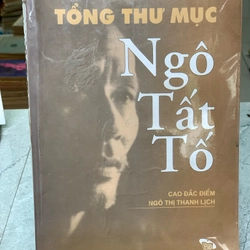 TỔNG THƯ MỤC
Ngô
Tất
Tố
CAO ĐẮC ĐIỂM
NGÔ THỊ THANH LỊCH